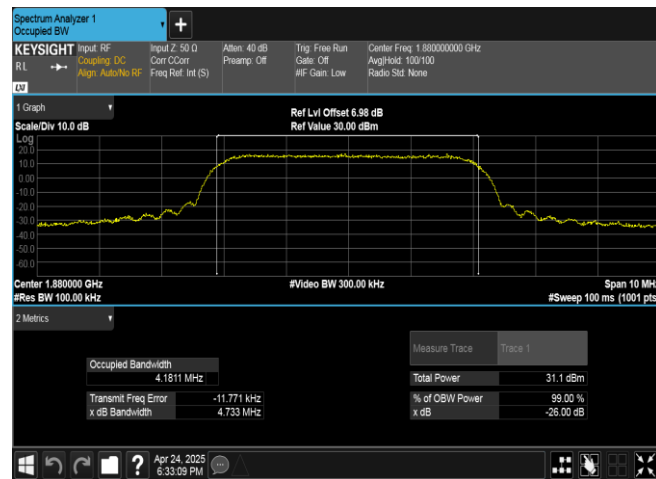 Spectrum Analyzer 1
Occupied BW
+
KEYSIGHT Input: RF Input Z: 50 Ω Atten: 40 dB Trig: Free Run Center Freq: 1.880000000 GHz
RL Coupling: DC Corr CCorr Preamp: Off Gate: Off Avg|Hold: 100/100
Align: Auto/No RF Freq Ref: Int (S) #IF Gain: Low Radio Std: None
LXI
1 Graph
Ref Lvl Offset 6.98 dB
Scale/Div 10.0 dB Ref Value 30.00 dBm
Log
20.0
10.0
0.00
-10.0
-20.0
-30.0
-40.0
-50.0
-60.0
Center 1.880000 GHz #Video BW 300.00 kHz Span 10 MHz
#Res BW 100.00 kHz #Sweep 100 ms (1001 pts
2 Metrics
Measure Trace Trace 1
Occupied Bandwidth
4.1811 MHz Total Power 31.1 dBm
Transmit Freq Error -11.771 kHz % of OBW Power 99.00 %
x dB Bandwidth 4.733 MHz x dB -26.00 dB
? Apr 24, 2025
6:33:09 PM